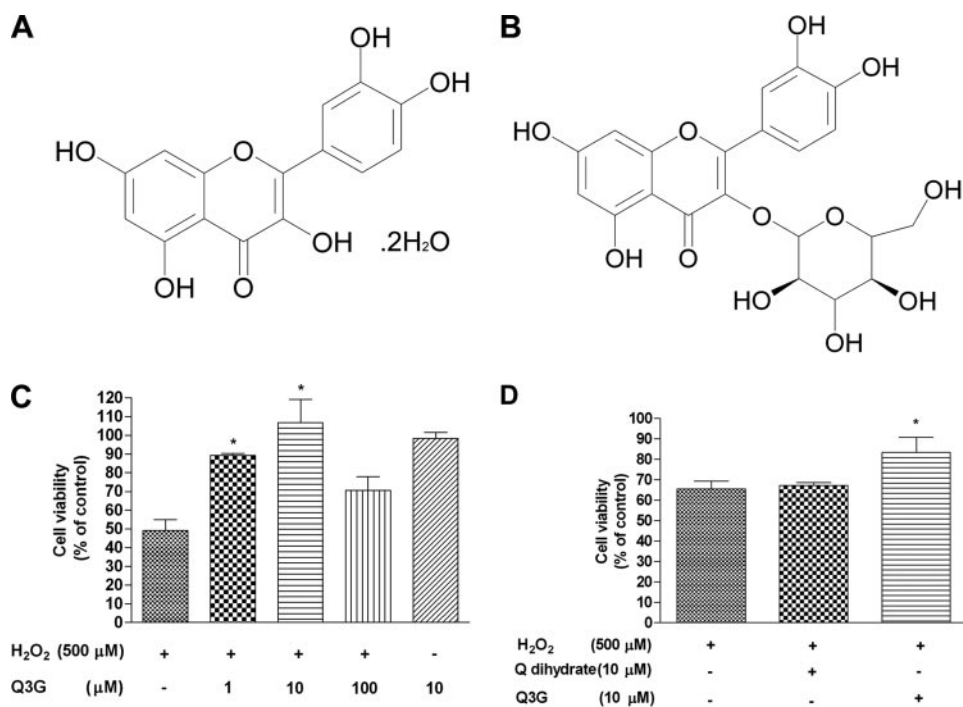 A
OH
OH
HO
O
OH
.2H₂O
OH
O
B
OH
OH
HO
O
O
O
OH
OH
O
HO
OH
OH
C
Cell viability
(% of control)
120
110
100
90
80
70
60
50
40
30
20
10
0
*
*
H₂O₂ (500 μM) + + + + -
Q3G (μM) - 1 10 100 10
D
Cell viability
(% of control)
100
90
80
70
60
50
40
30
20
10
0
*
H₂O₂ (500 μM) + + +
Q dihydrate(10 μM) - + -
Q3G (10 μM) - - +